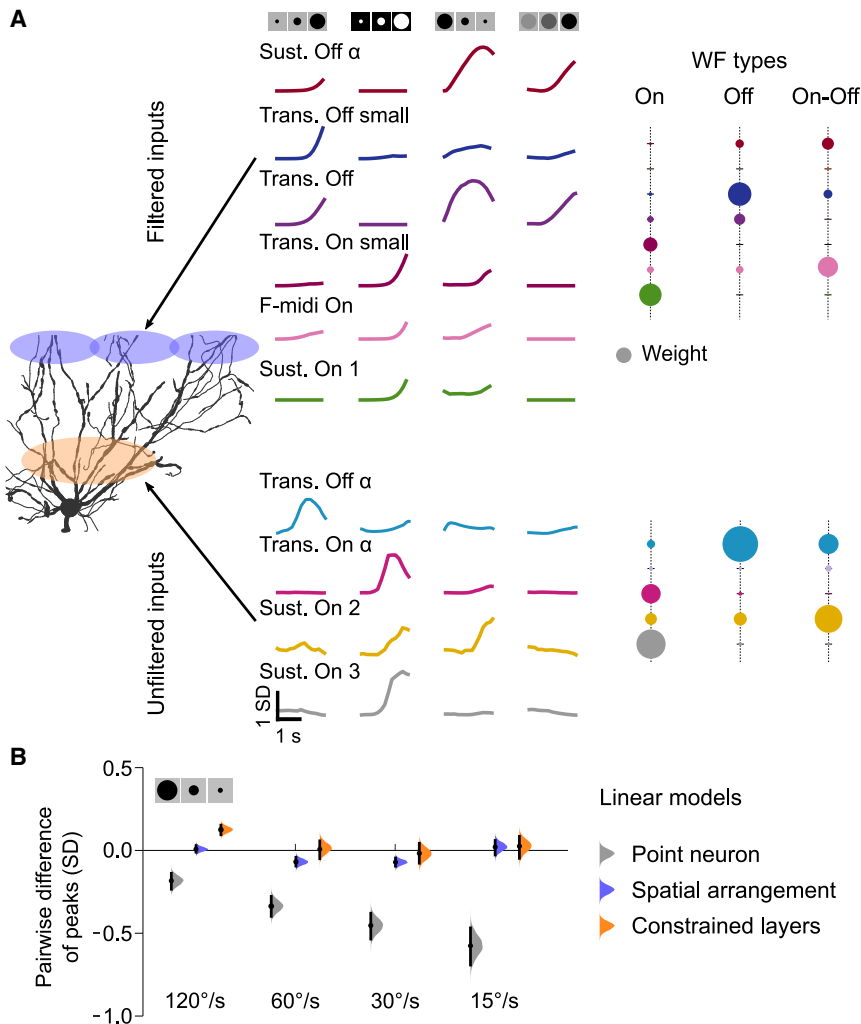 A
Sust. Off α
Trans. Off small
Trans. Off
Trans. On small
F-midi On
Sust. On 1
Filtered inputs
WF types
On
Off
On-Off
Weight
Trans. Off α
Trans. On α
Sust. On 2
Sust. On 3
Unfiltered inputs
1 SD
1 s
B
Pairwise difference
of peaks (SD)
0.5
0.0
−0.5
−1.0
120°/s
60°/s
30°/s
15°/s
Linear models
Point neuron
Spatial arrangement
Constrained layers